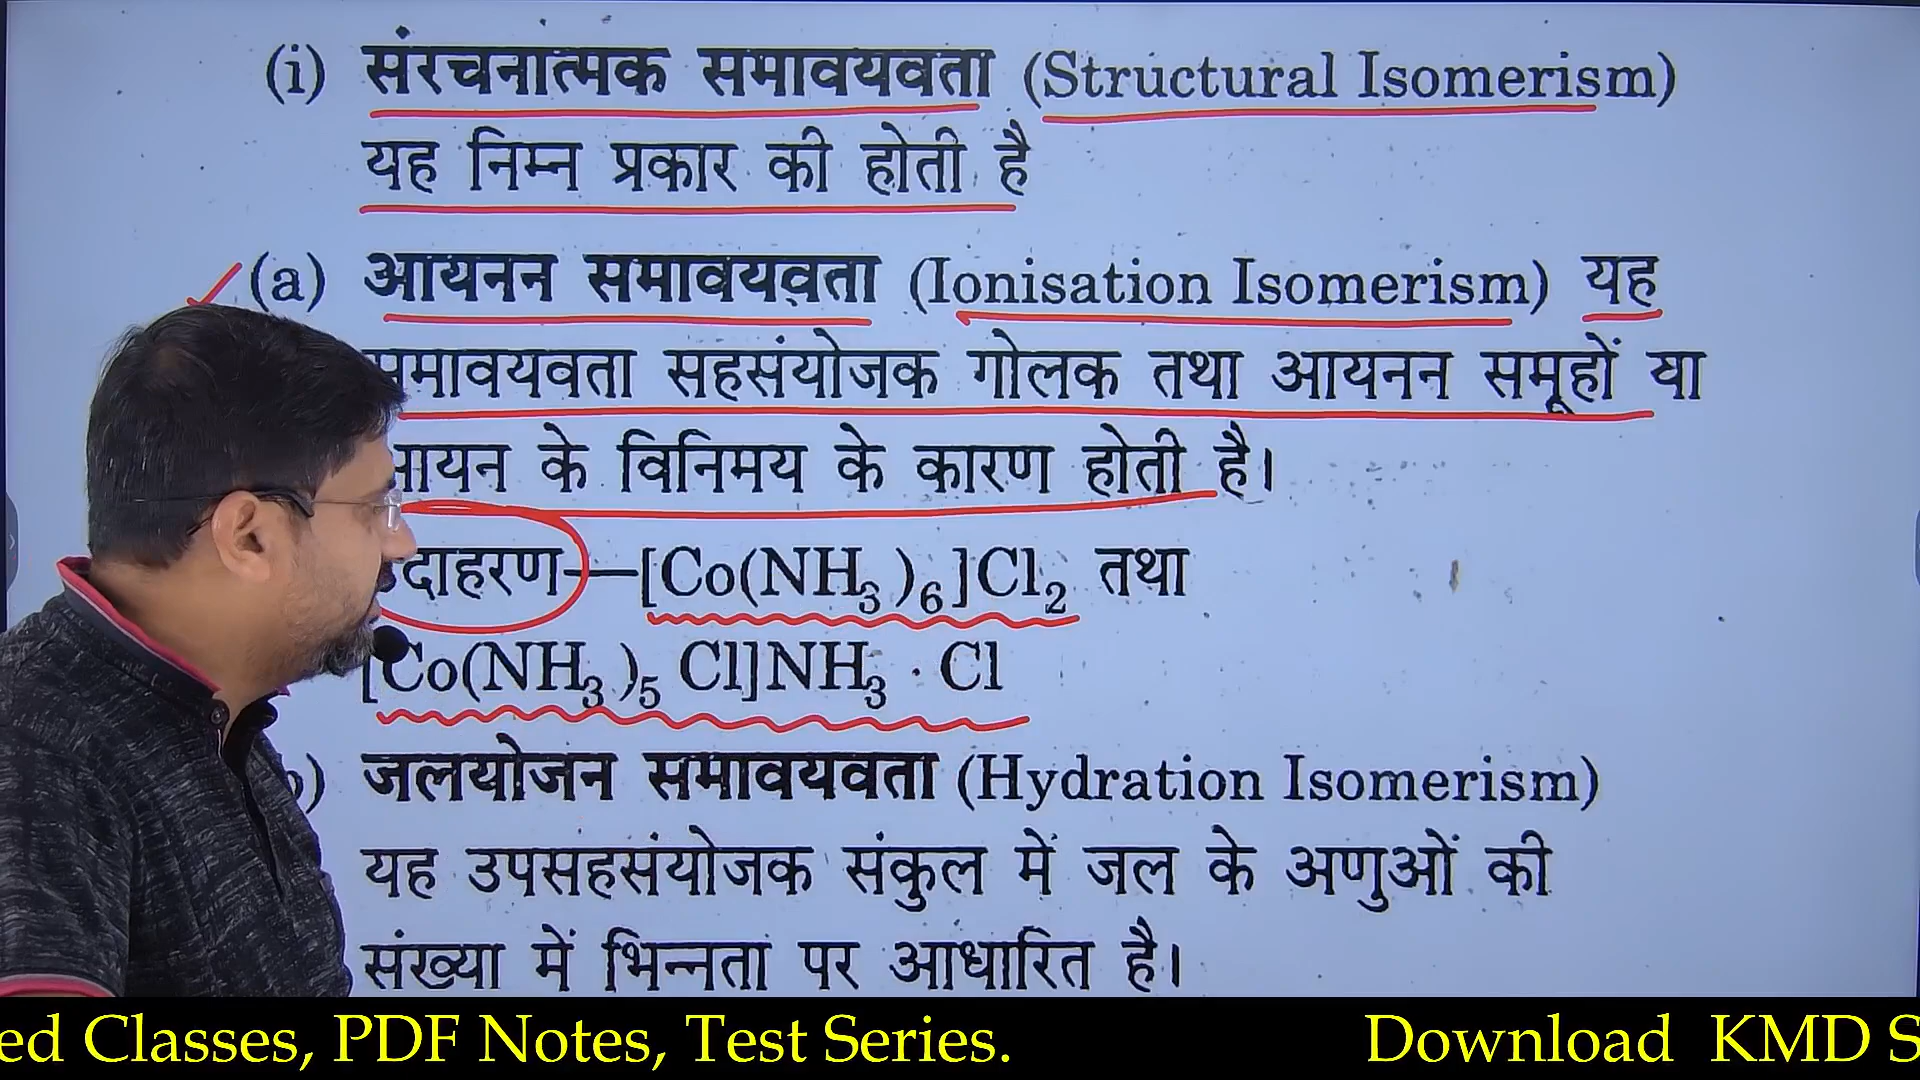 (i) संरचनात्मक समावयवता (Structural Isomerism)
यह निम्न प्रकार की होती है
(a) आयनन समावयवता (Ionisation Isomerism) यह
समावयवता सहसंयोजक गोलक तथा आयनन समूहों या
आयन के विनिमय के कारण होती है।
उदाहरण—[Co(NH₃)₆]Cl₂ तथा
[Co(NH₃)₅ Cl]NH₃ · Cl
b) जलयोजन समावयवता (Hydration Isomerism)
यह उपसहसंयोजक संकुल में जल के अणुओं की
संख्या में भिन्नता पर आधारित है।
ed Classes, PDF Notes, Test Series. Download KMD S